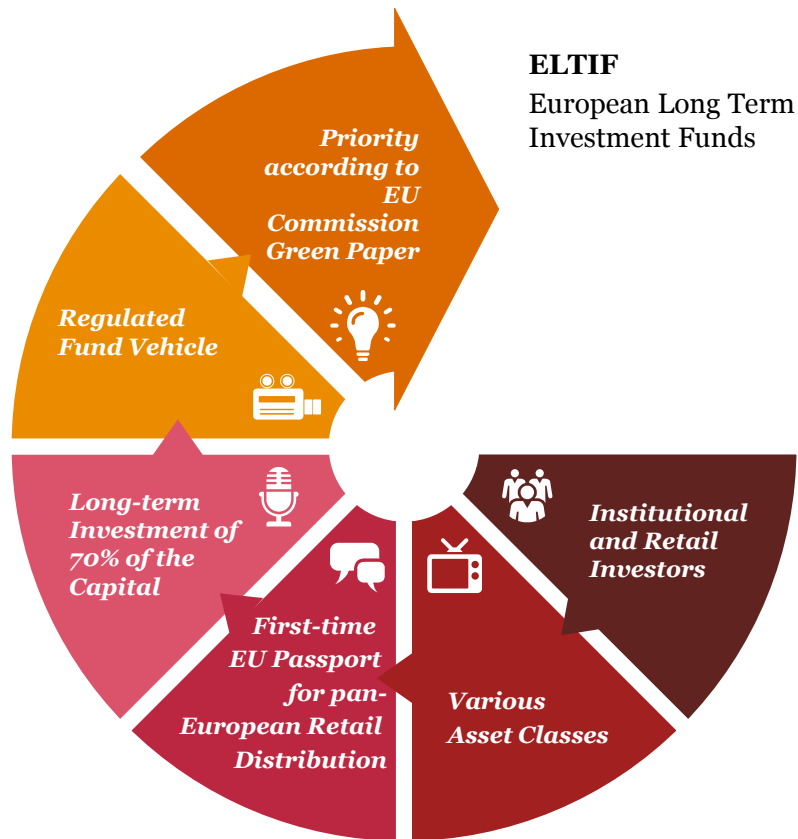 ELTIF
European Long Term
Investment Funds
Priority
according to
EU
Commission
Green Paper
Regulated
Fund Vehicle
Long-term
Investment of
70% of the
Capital
First-time
EU Passport
for pan-
European Retail
Distribution
Various
Asset Classes
Institutional
and Retail
Investors